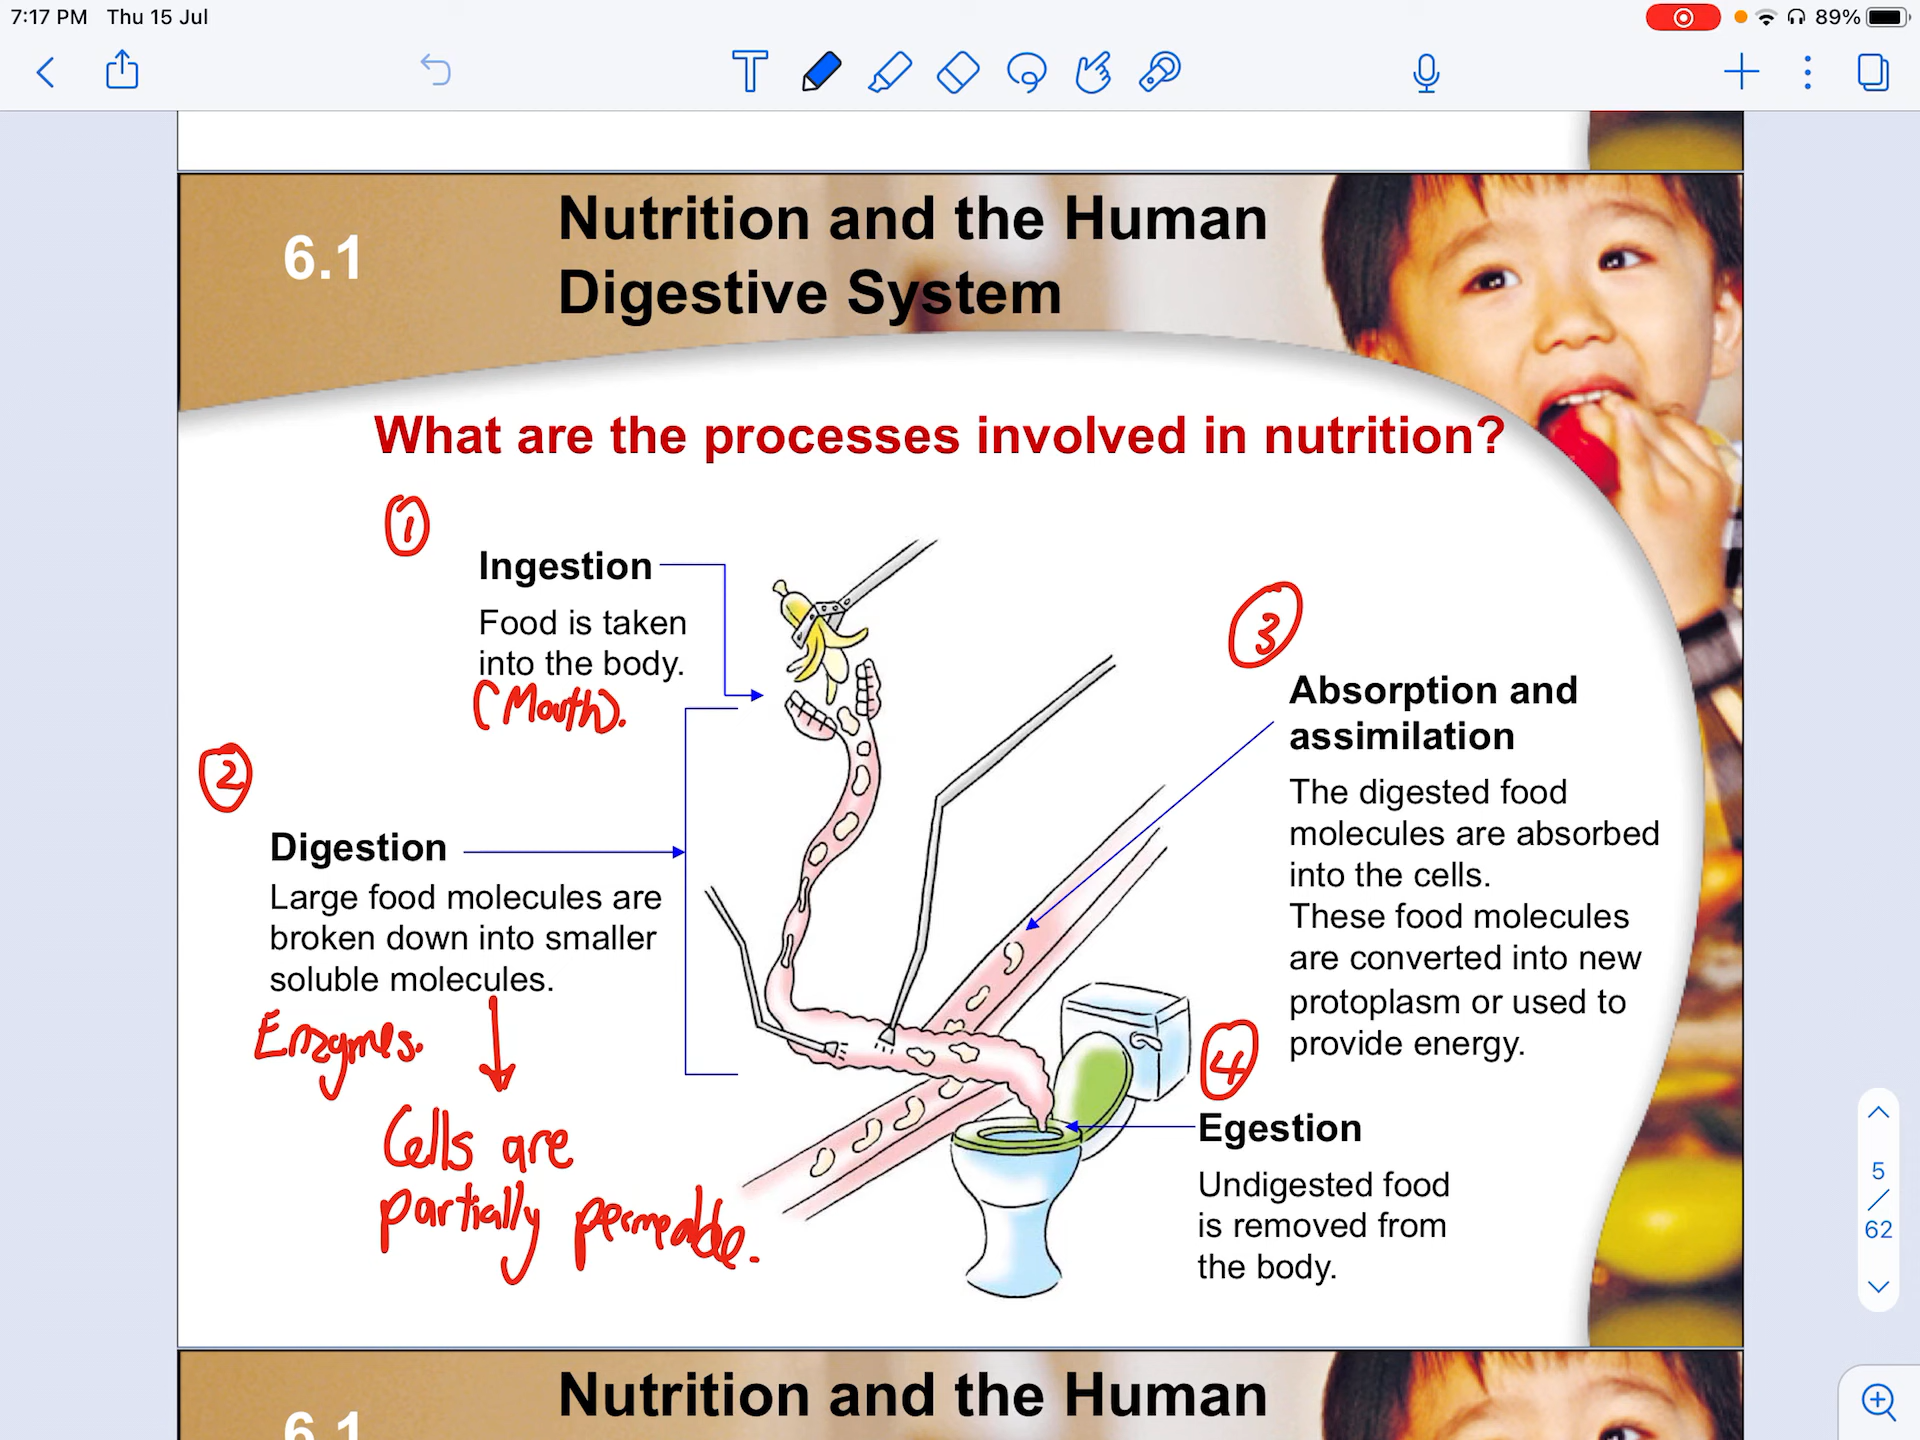 7:17 PM Thu 15 Jul
89%
T
6.1
Nutrition and the Human
Digestive System
What are the processes involved in nutrition?
1
Ingestion
Food is taken
into the body.
(Mouth).
2
Digestion
Large food molecules are
broken down into smaller
soluble molecules.
Enzymes.
Cells are
partially permeable.
3
Absorption and
assimilation
The digested food
molecules are absorbed
into the cells.
These food molecules
are converted into new
protoplasm or used to
provide energy.
4
Egestion
Undigested food
is removed from
the body.
5
/
62
6.1
Nutrition and the Human